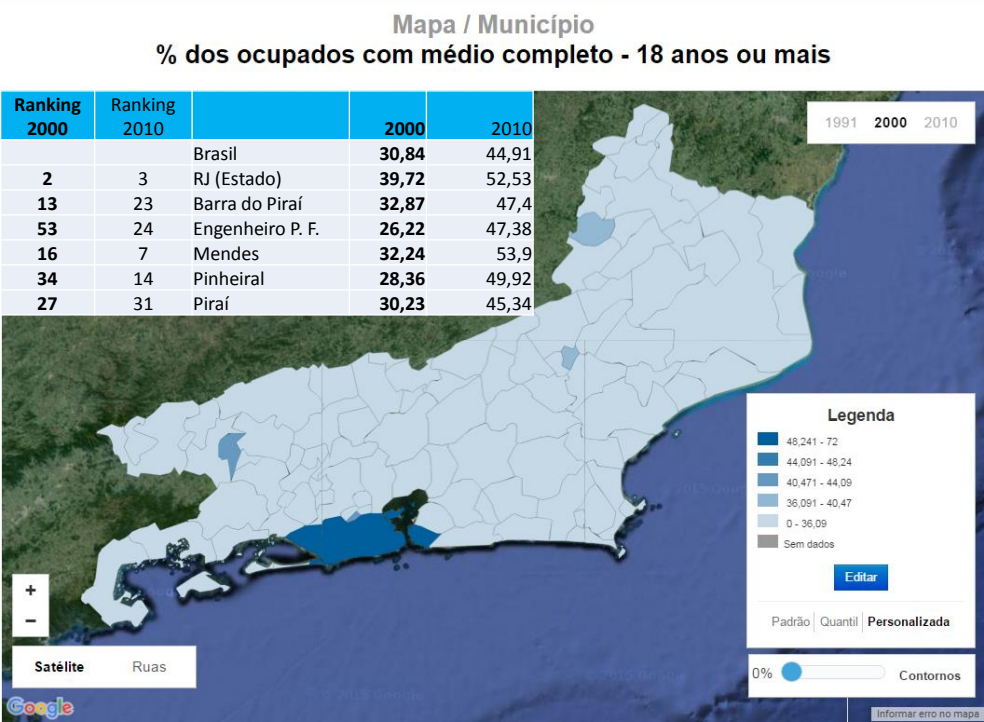 Mapa / Município
% dos ocupados com médio completo - 18 anos ou mais
Ranking 2000 Ranking 2010 2000 2010
Brasil 30,84 44,91
2 3 RJ (Estado) 39,72 52,53
13 23 Barra do Piraí 32,87 47,4
53 24 Engenheiro P. F. 26,22 47,38
16 7 Mendes 32,24 53,9
34 14 Pinheiral 28,36 49,92
27 31 Piraí 30,23 45,34
1991 2000 2010
Legenda
48,241 - 72
44,091 - 48,24
40,471 - 44,09
36,091 - 40,47
0 - 36,09
Sem dados
Editar
Padrão Quantil Personalizada
0% Contornos
+
−
Satélite Ruas
Google
Informar erro no mapa